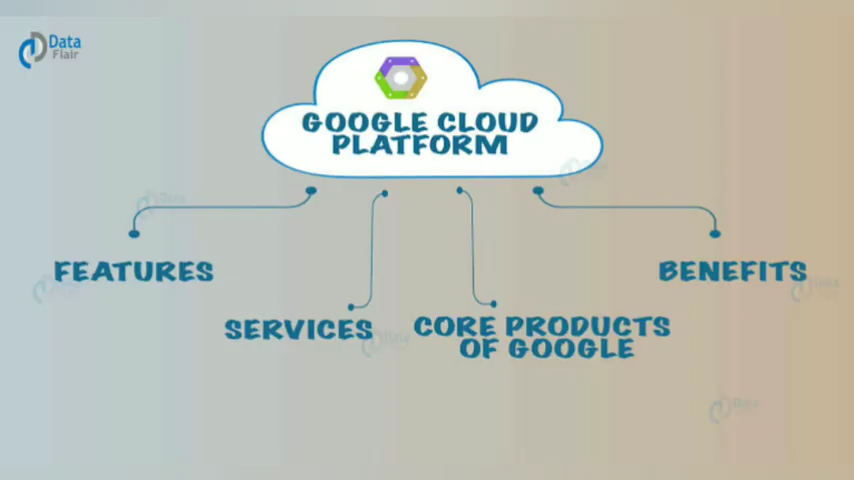 Data
Flair
GOOGLE CLOUD
PLATFORM
FEATURES
BENEFITS
SERVICES
CORE PRODUCTS
OF GOOGLE